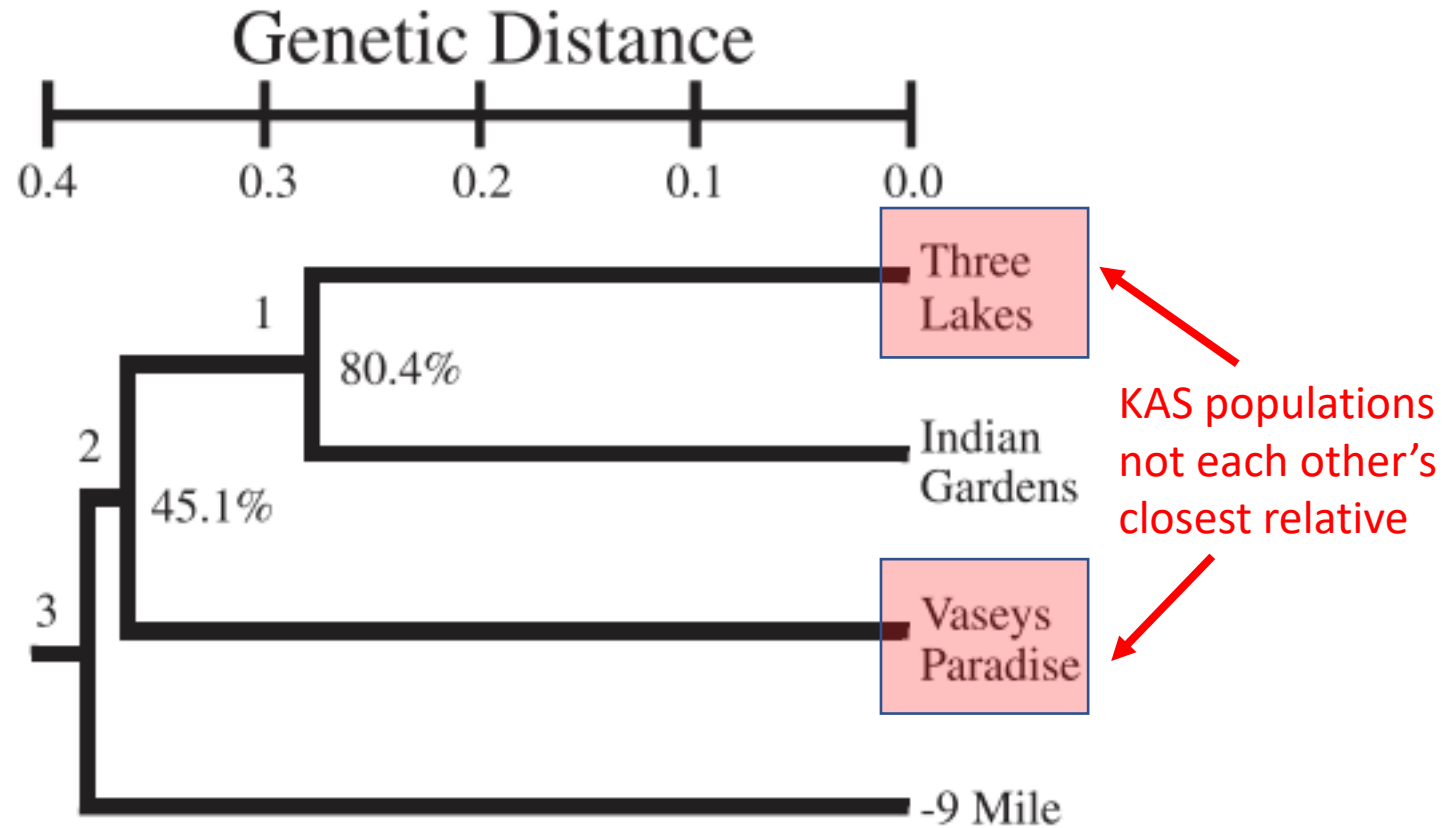 Genetic Distance
0.4 0.3 0.2 0.1 0.0
Three
Lakes
1
80.4%
KAS populations
not each other's
closest relative
Indian
Gardens
2
45.1%
Vaseys
Paradise
3
-9 Mile